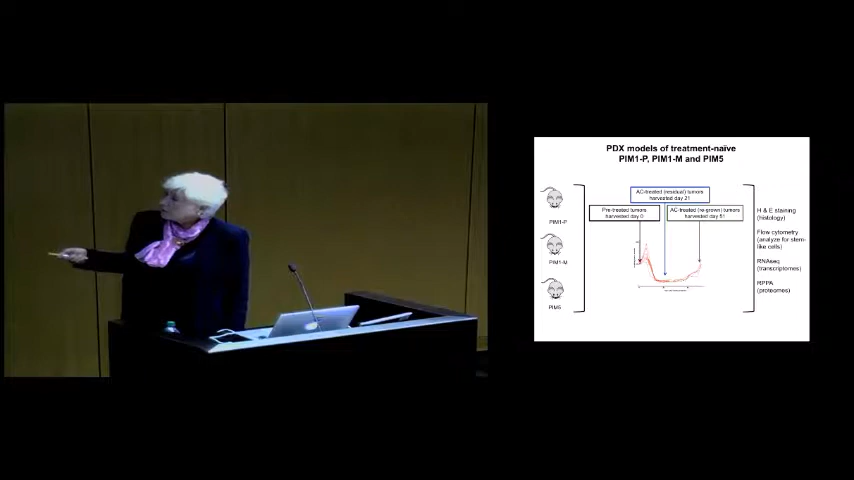 PDX models of treatment-naïve
PIM1-P, PIM1-M and PIM5
AC-treated (residual) tumors
harvested day 21
Pre-treated tumors
harvested day 0
AC-treated (re-grown) tumors
harvested day 51
PIM1-P
PIM1-M
PIM5
H & E staining
(histology)
Flow cytometry
(analyze for stem-
like cells)
RNAseq
(transcriptomes)
RPPA
(proteomes)